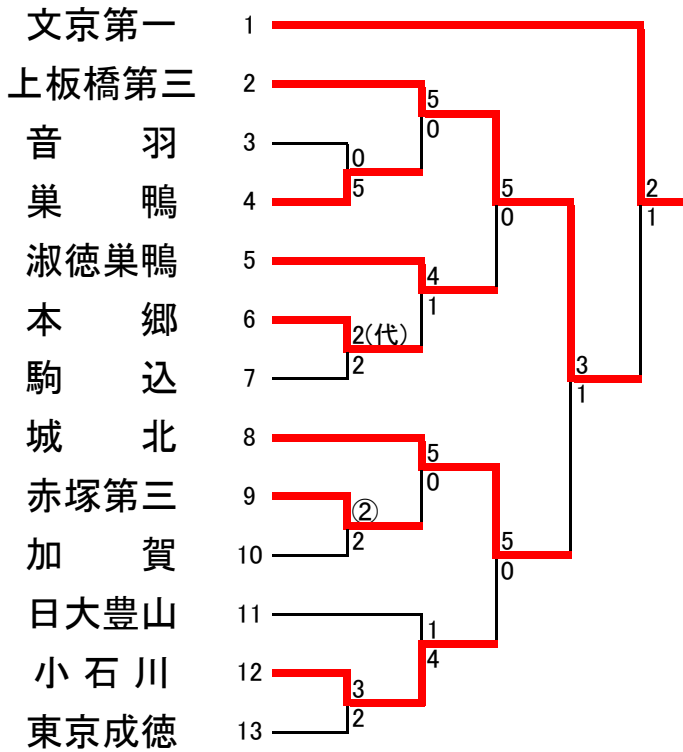 文京第一 1
上板橋第三 2
5
0
音 羽 3
0
5
巣 鴨 4
5
0
2
1
淑徳巣鴨 5
4
1
本 郷 6
2(代)
2
駒 込 7
3
1
城 北 8
5
0
赤塚第三 9
②
2
加 賀 10
5
0
日大豊山 11
1
4
小石川 12
3
2
東京成徳 13